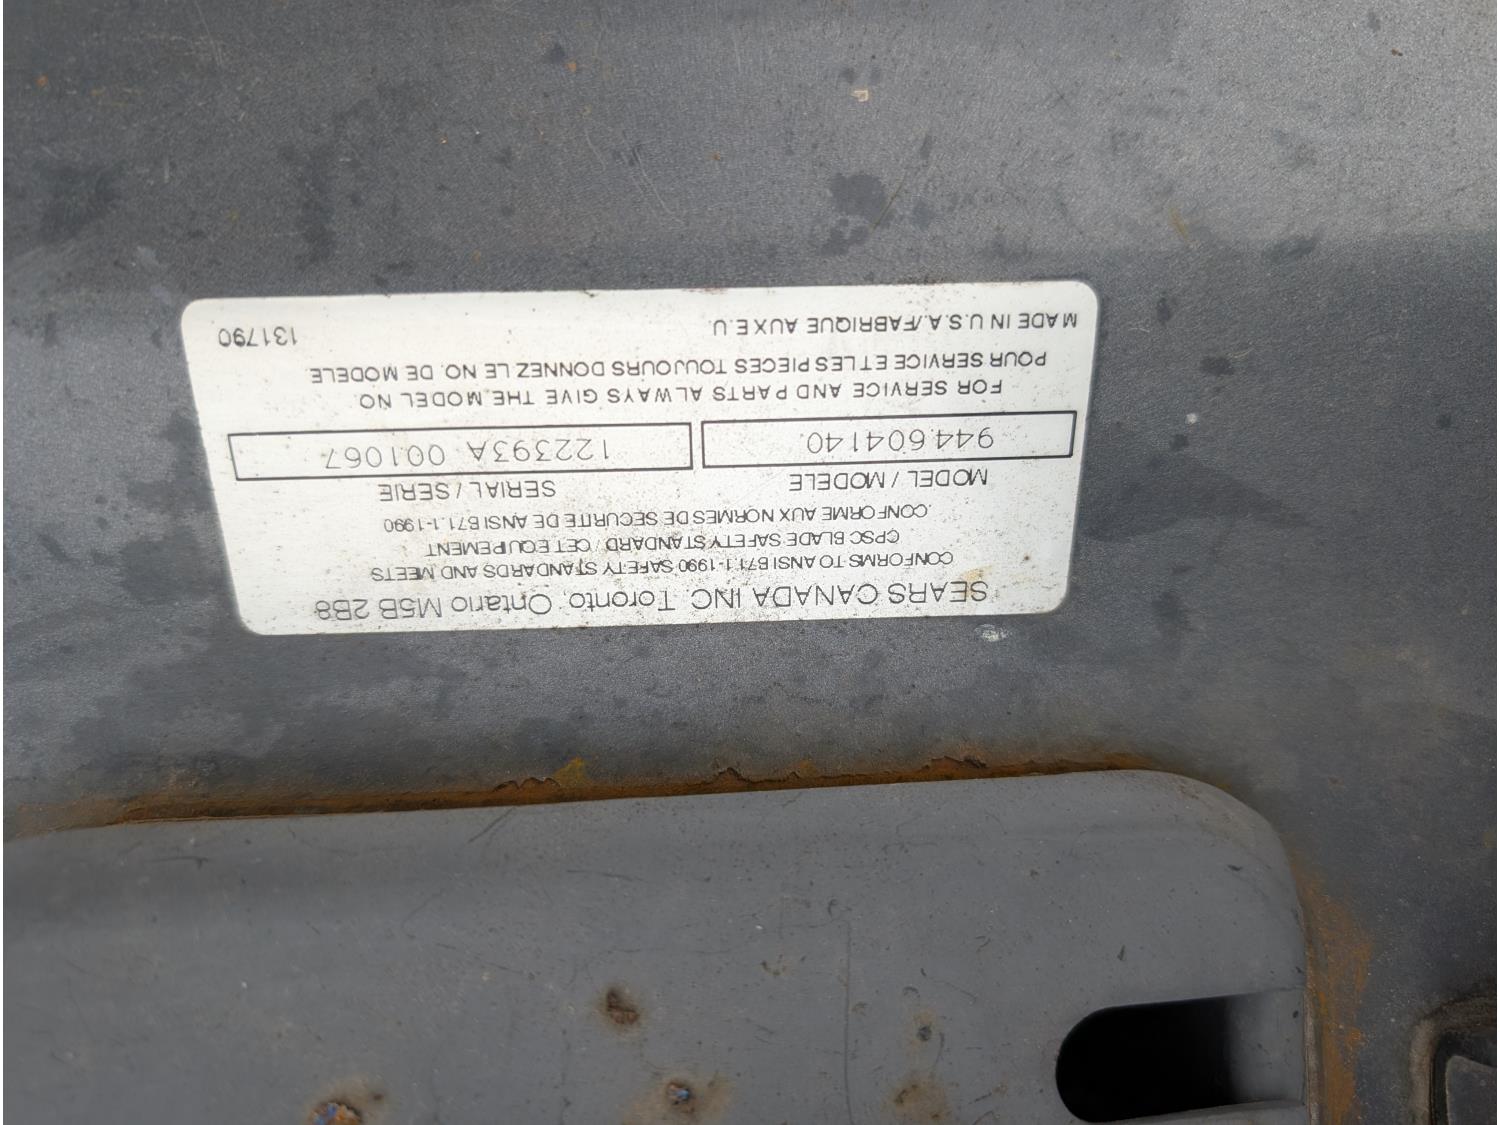 SEARS CANADA INC. Toronto, Ontario M5B 2B8
CONFORMS TO ANSI B71.1-1990 SAFETY STANDARDS AND MEETS
CPSC BLADE SAFETY STANDARD / CET EQUIPEMENT
CONFORME AUX NORMES DE SECURITE DE ANSI B71.1-1990
MODEL / MODELE SERIAL / SERIE
944.604140 122393A 001067
FOR SERVICE AND PARTS ALWAYS GIVE THE MODEL NO.
POUR SERVICE ET LES PIECES TOUJOURS DONNEZ LE NO. DE MODELE
MADE IN U.S.A./FABRIQUE AUX E.U. 131790